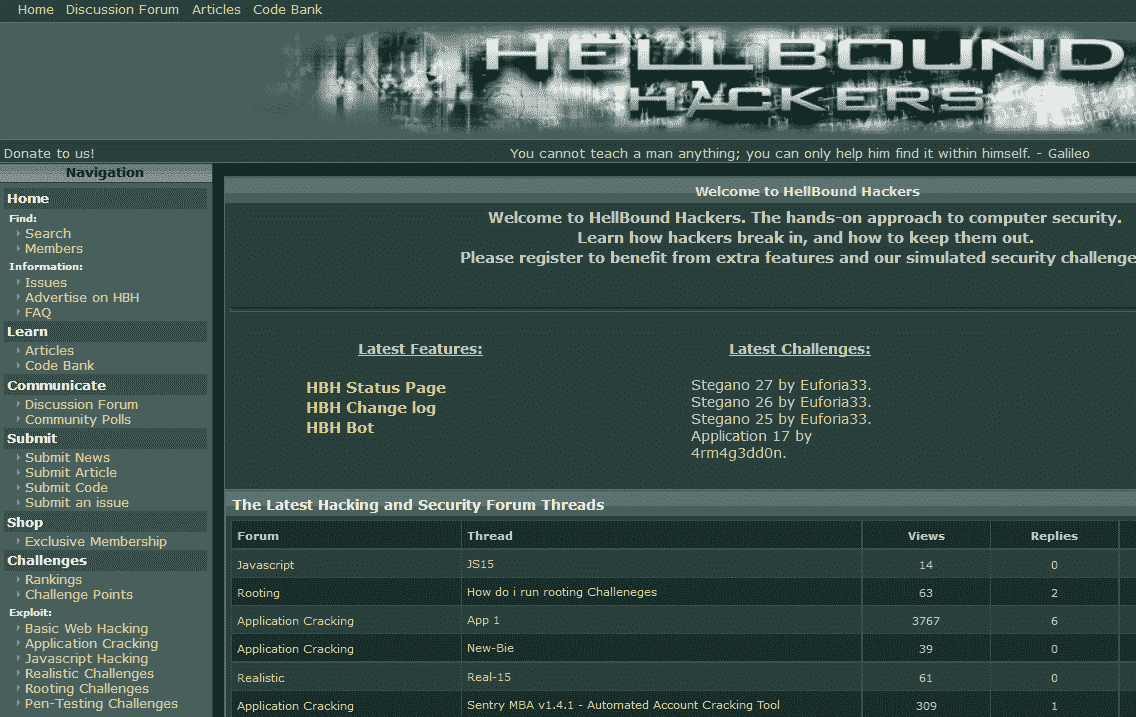 Home Discussion Forum Articles Code Bank
HELLBOUND
HACKERS
Donate to us!
You cannot teach a man anything; you can only help him find it within himself. - Galileo
Navigation
Home
Find:
Search
Members
Information:
Issues
Advertise on HBH
FAQ
Learn
Articles
Code Bank
Communicate
Discussion Forum
Community Polls
Submit
Submit News
Submit Article
Submit Code
Submit an issue
Shop
Exclusive Membership
Challenges
Rankings
Challenge Points
Exploit:
Basic Web Hacking
Application Cracking
Javascript Hacking
Realistic Challenges
Rooting Challenges
Pen-Testing Challenges
Welcome to HellBound Hackers
Welcome to HellBound Hackers. The hands-on approach to computer security.
Learn how hackers break in, and how to keep them out.
Please register to benefit from extra features and our simulated security challenge
Latest Features:
HBH Status Page
HBH Change log
HBH Bot
Latest Challenges:
Stegano 27 by Euforia33.
Stegano 26 by Euforia33.
Stegano 25 by Euforia33.
Application 17 by
4rm4g3dd0n.
The Latest Hacking and Security Forum Threads
Forum Thread Views Replies
Javascript JS15 14 0
Rooting How do i run rooting Challeneges 63 2
Application Cracking App 1 3767 6
Application Cracking New-Bie 39 0
Realistic Real-15 61 0
Application Cracking Sentry MBA v1.4.1 - Automated Account Cracking Tool 309 1